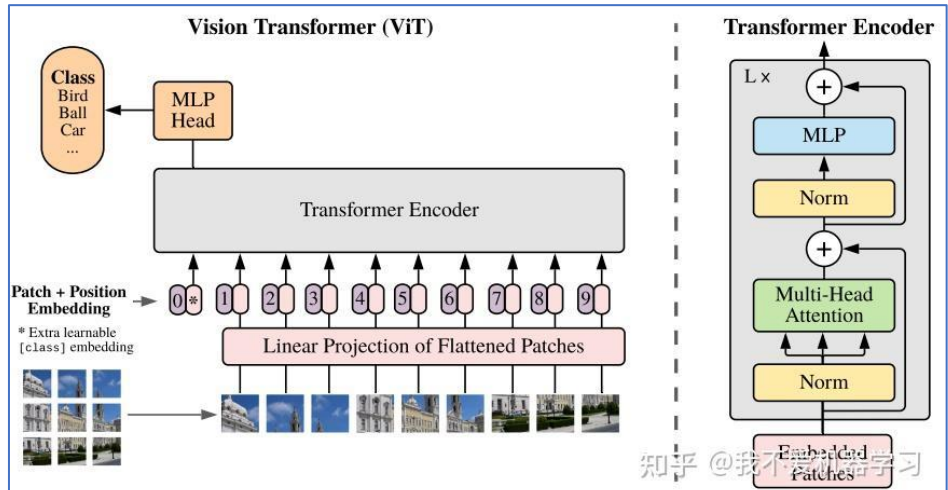 Vision Transformer (ViT)
Class
Bird
Ball
Car
...
MLP
Head
Transformer Encoder
Patch + Position
Embedding
* Extra learnable
[class] embedding
0 * 1 2 3 4 5 6 7 8 9
Linear Projection of Flattened Patches
Transformer Encoder
L ×
+
MLP
Norm
+
Multi-Head
Attention
Norm
Embedded
Patches
知乎 @我不爱机器学习